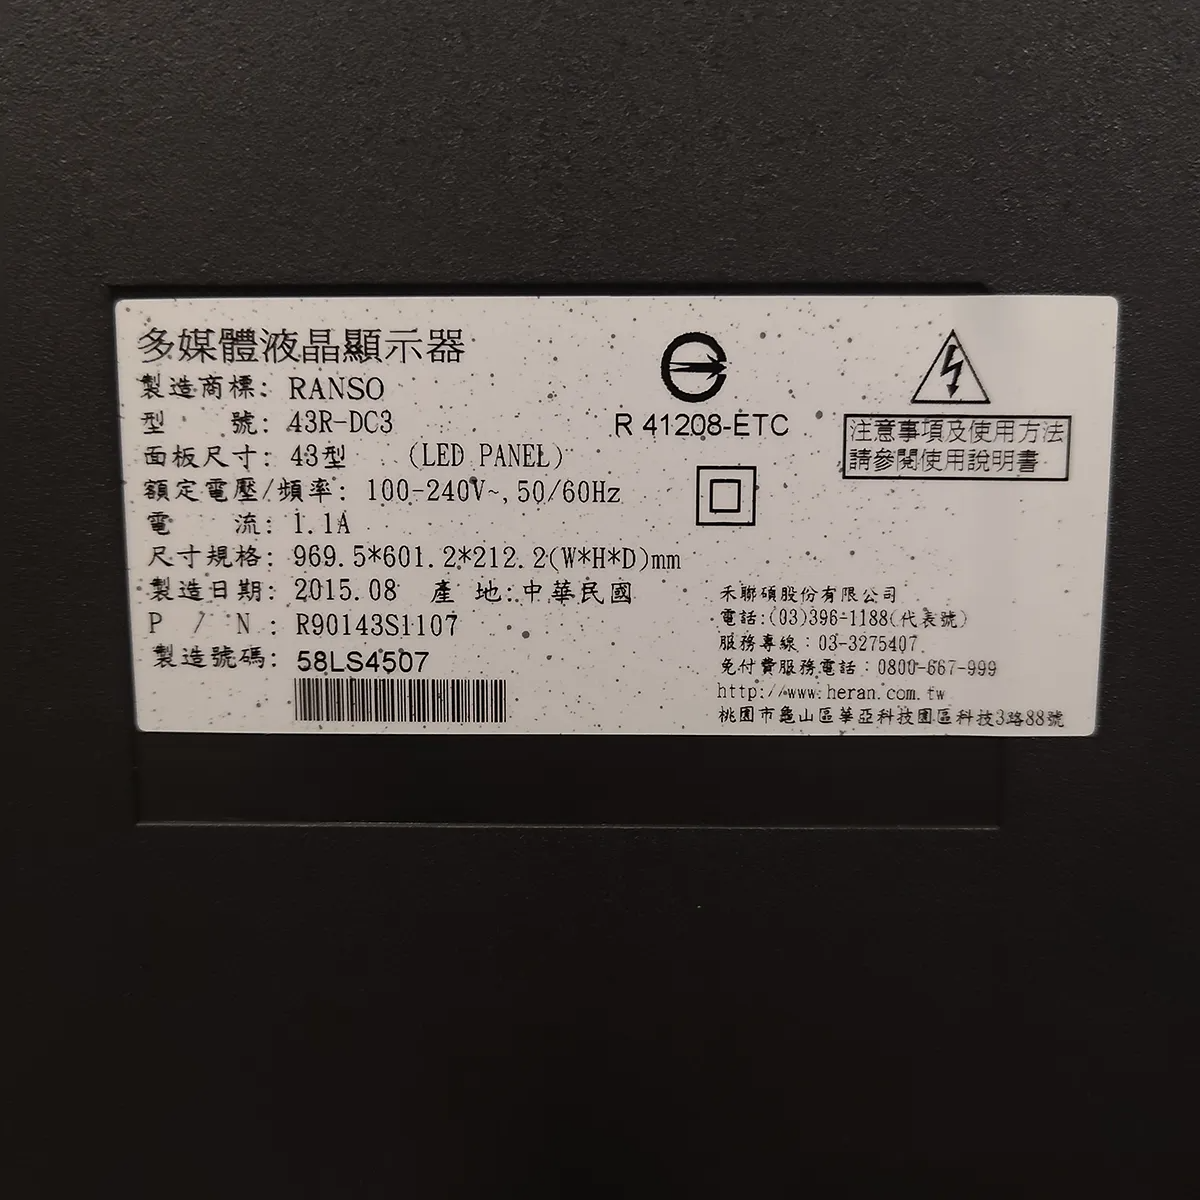 多媒體液晶顯示器
製造商標: RANSO
型 號: 43R-DC3
面板尺寸: 43型 (LED PANEL)
額定電壓/頻率: 100-240V~, 50/60Hz
電 流: 1.1A
尺寸規格: 969.5*601.2*212.2(W*H*D)mm
製造日期: 2015.08 產 地:中華民國
P / N : R90143S1107
製造號碼: 58LS4507
R 41208-ETC
注意事項及使用方法
請參閱使用說明書
禾聯碩股份有限公司
電話:(03)396-1188(代表號)
服務專線:03-3275407
免付費服務電話:0800-667-999
http://www.heran.com.tw
桃園市龜山區華亞科技園區科技3路88號